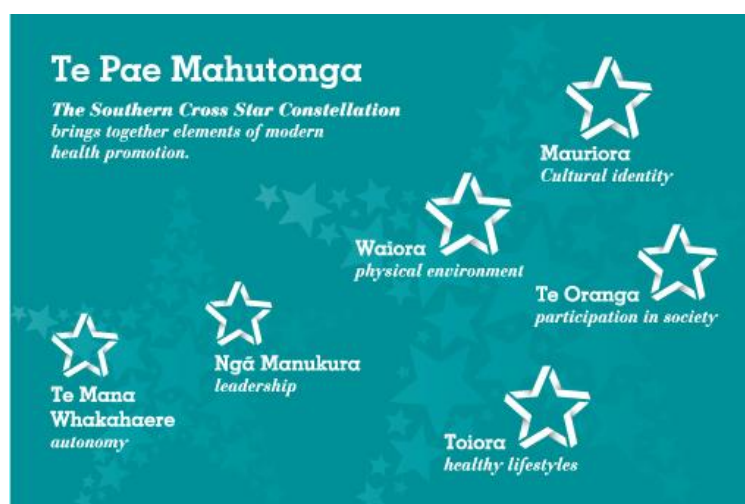 Te Pae Mahutonga
The Southern Cross Star Constellation
brings together elements of modern
health promotion.
Mauriora
Cultural identity
Waiora
physical environment
Te Oranga
participation in society
Ngā Manukura
leadership
Te Mana
Whakahaere
autonomy
Toiora
healthy lifestyles